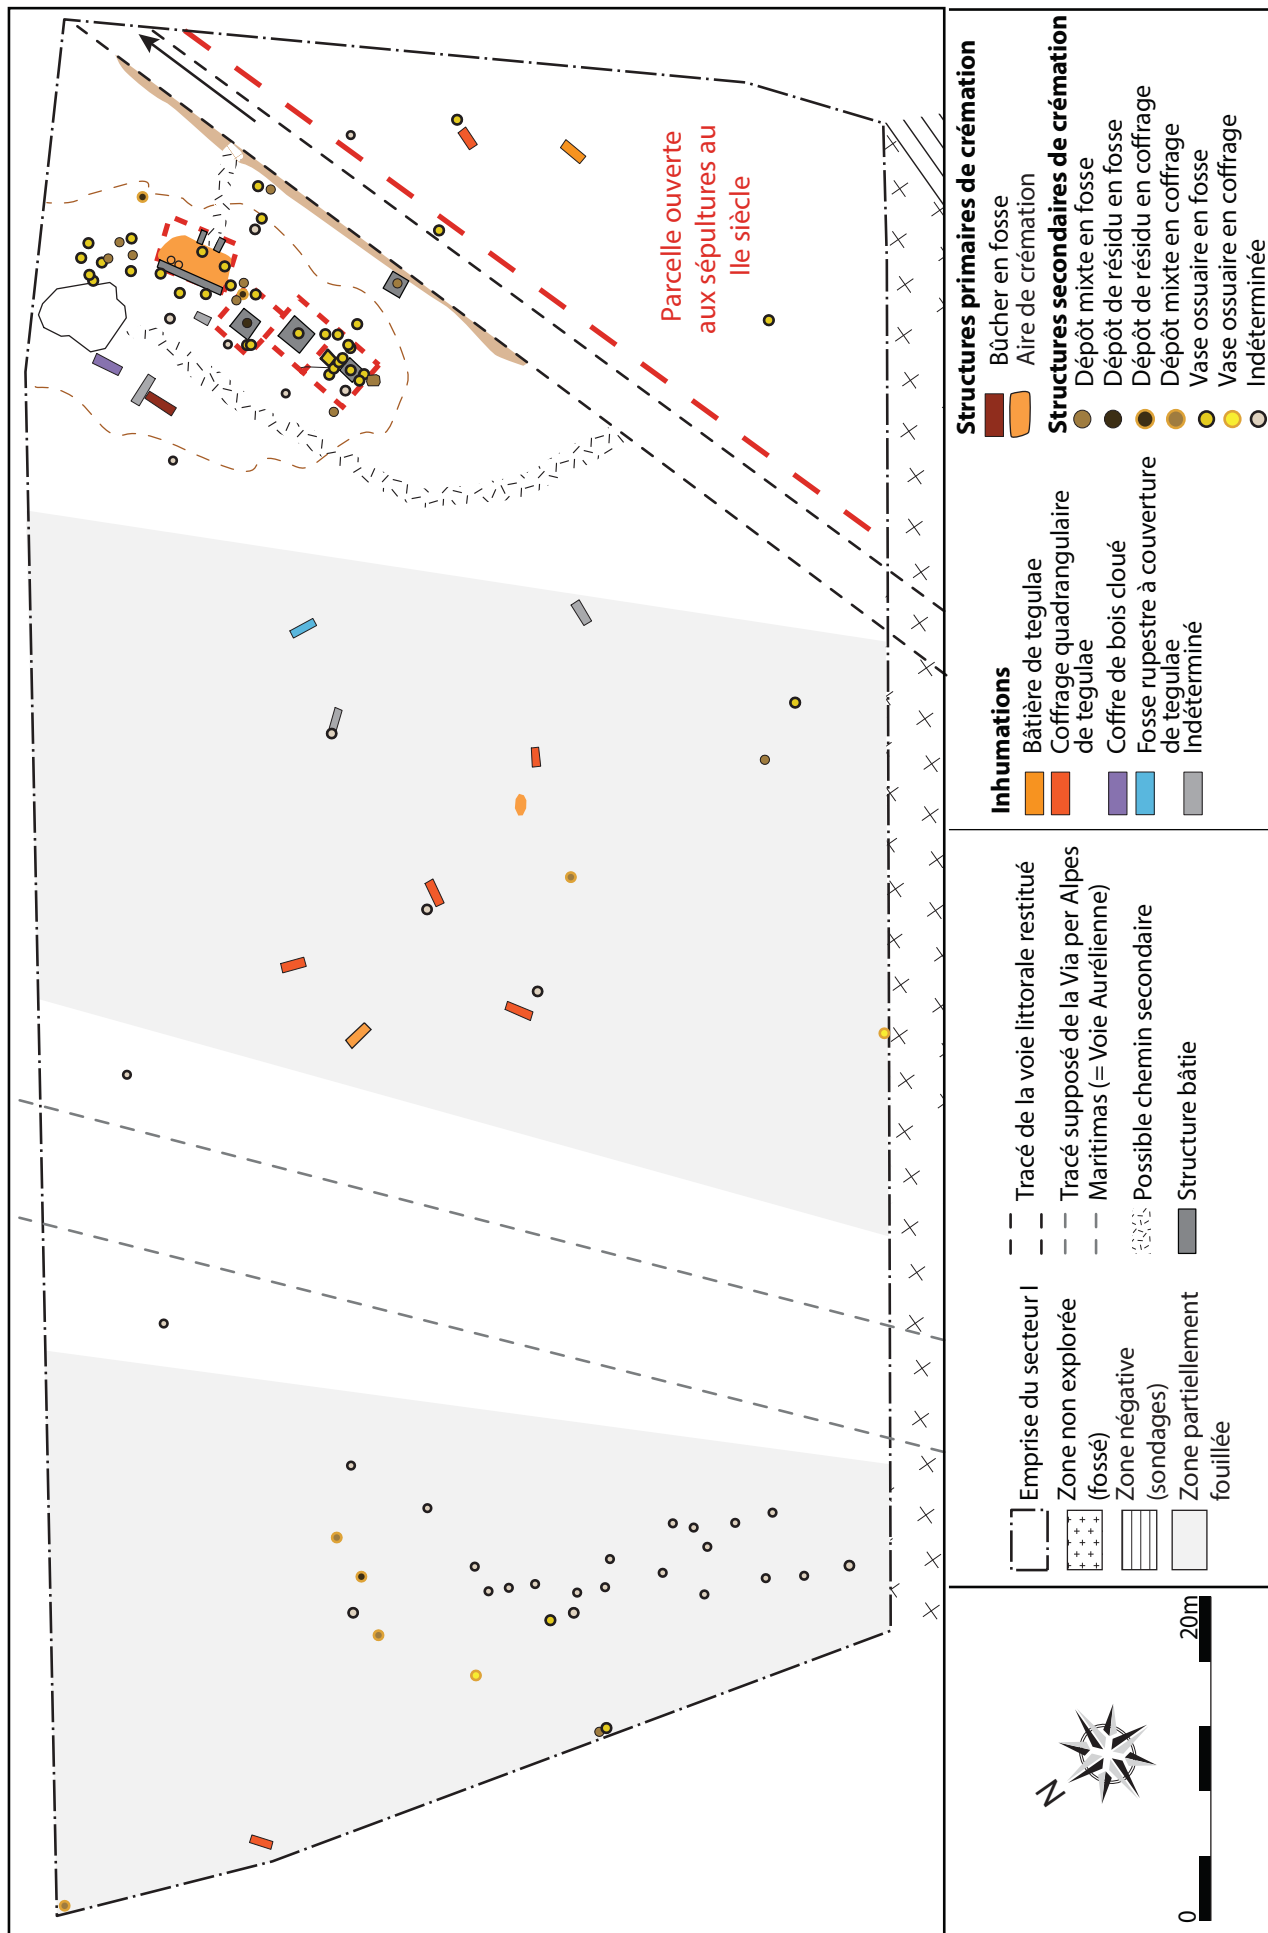 Parcelle ouverte
aux sépultures au
IIe siècle
N
0
20m
Emprise du secteur I
Zone non explorée
(fossé)
Zone négative
(sondages)
Zone partiellement
fouillée
Tracé de la voie littorale restitué
Tracé supposé de la Via per Alpes
Maritimas (= Voie Aurélienne)
Possible chemin secondaire
Structure bâtie
Inhumations
Bâtière de tegulae
Coffrage quadrangulaire
de tegulae
Coffre de bois cloué
Fosse rupestre à couverture
de tegulae
Indéterminé
Structures primaires de crémation
Bûcher en fosse
Aire de crémation
Structures secondaires de crémation
Dépôt mixte en fosse
Dépôt de résidu en fosse
Dépôt de résidu en coffrage
Dépôt mixte en coffrage
Vase ossuaire en fosse
Vase ossuaire en coffrage
Indéterminée